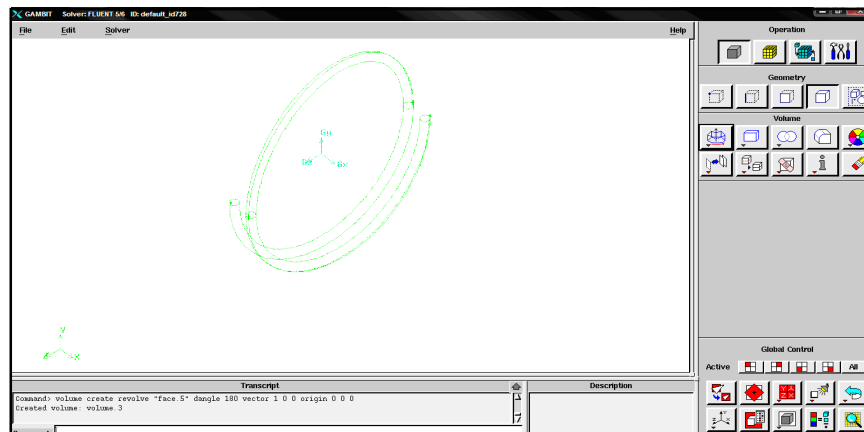 GAMBIT Solver: FLUENT 5/6 ID: default_id728
File Edit Solver Help
Operation
Geometry
Volume
Gy
Gx
Y
X
Global Control
Active All
Transcript
Description
Command> volume create revolve "face.5" dangle 180 vector 1 0 0 origin 0 0 0
Created volume: volume.3